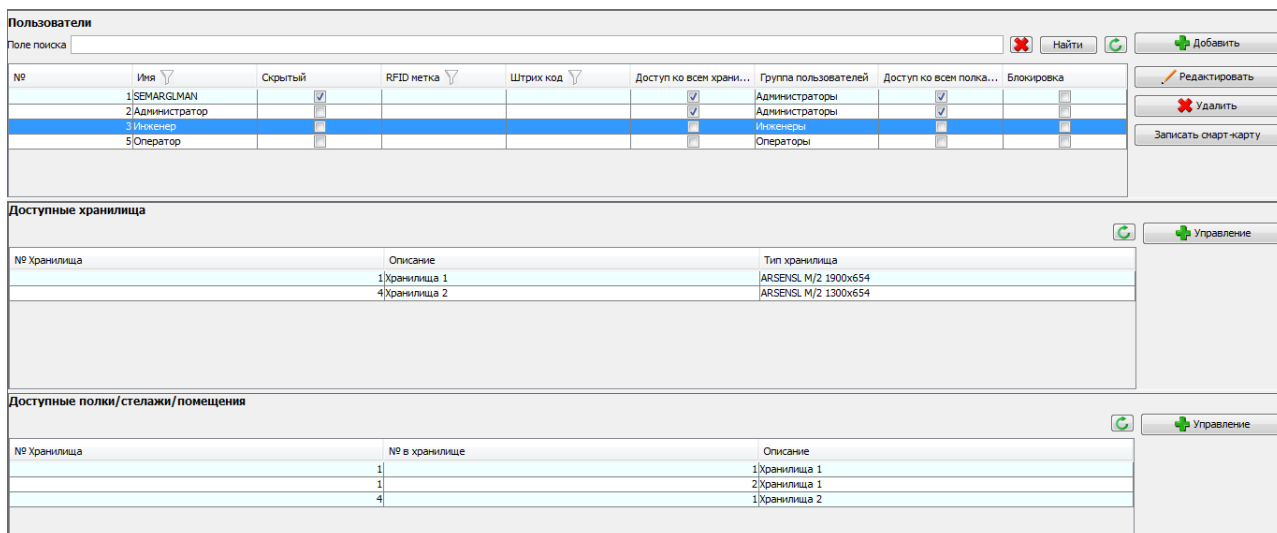 Пользователи
Поле поиска Найти Добавить
№ Имя Скрытый RFID метка Штрих код Доступ ко всем храни... Группа пользователей Доступ ко всем полка... Блокировка Редактировать
1 SEMARGLMAN Администраторы
2 Администратор Администраторы Удалить
3 Инженер Инженеры
5 Оператор Операторы Записать смарт-карту
Доступные хранилища
Управление
№ Хранилища Описание Тип хранилища
1 Хранилища 1 ARSENSL M/2 1900x654
4 Хранилища 2 ARSENSL M/2 1300x654
Доступные полки/стелажи/помещения
Управление
№ Хранилища № в хранилище Описание
1 1 Хранилища 1
1 2 Хранилища 1
4 1 Хранилища 2